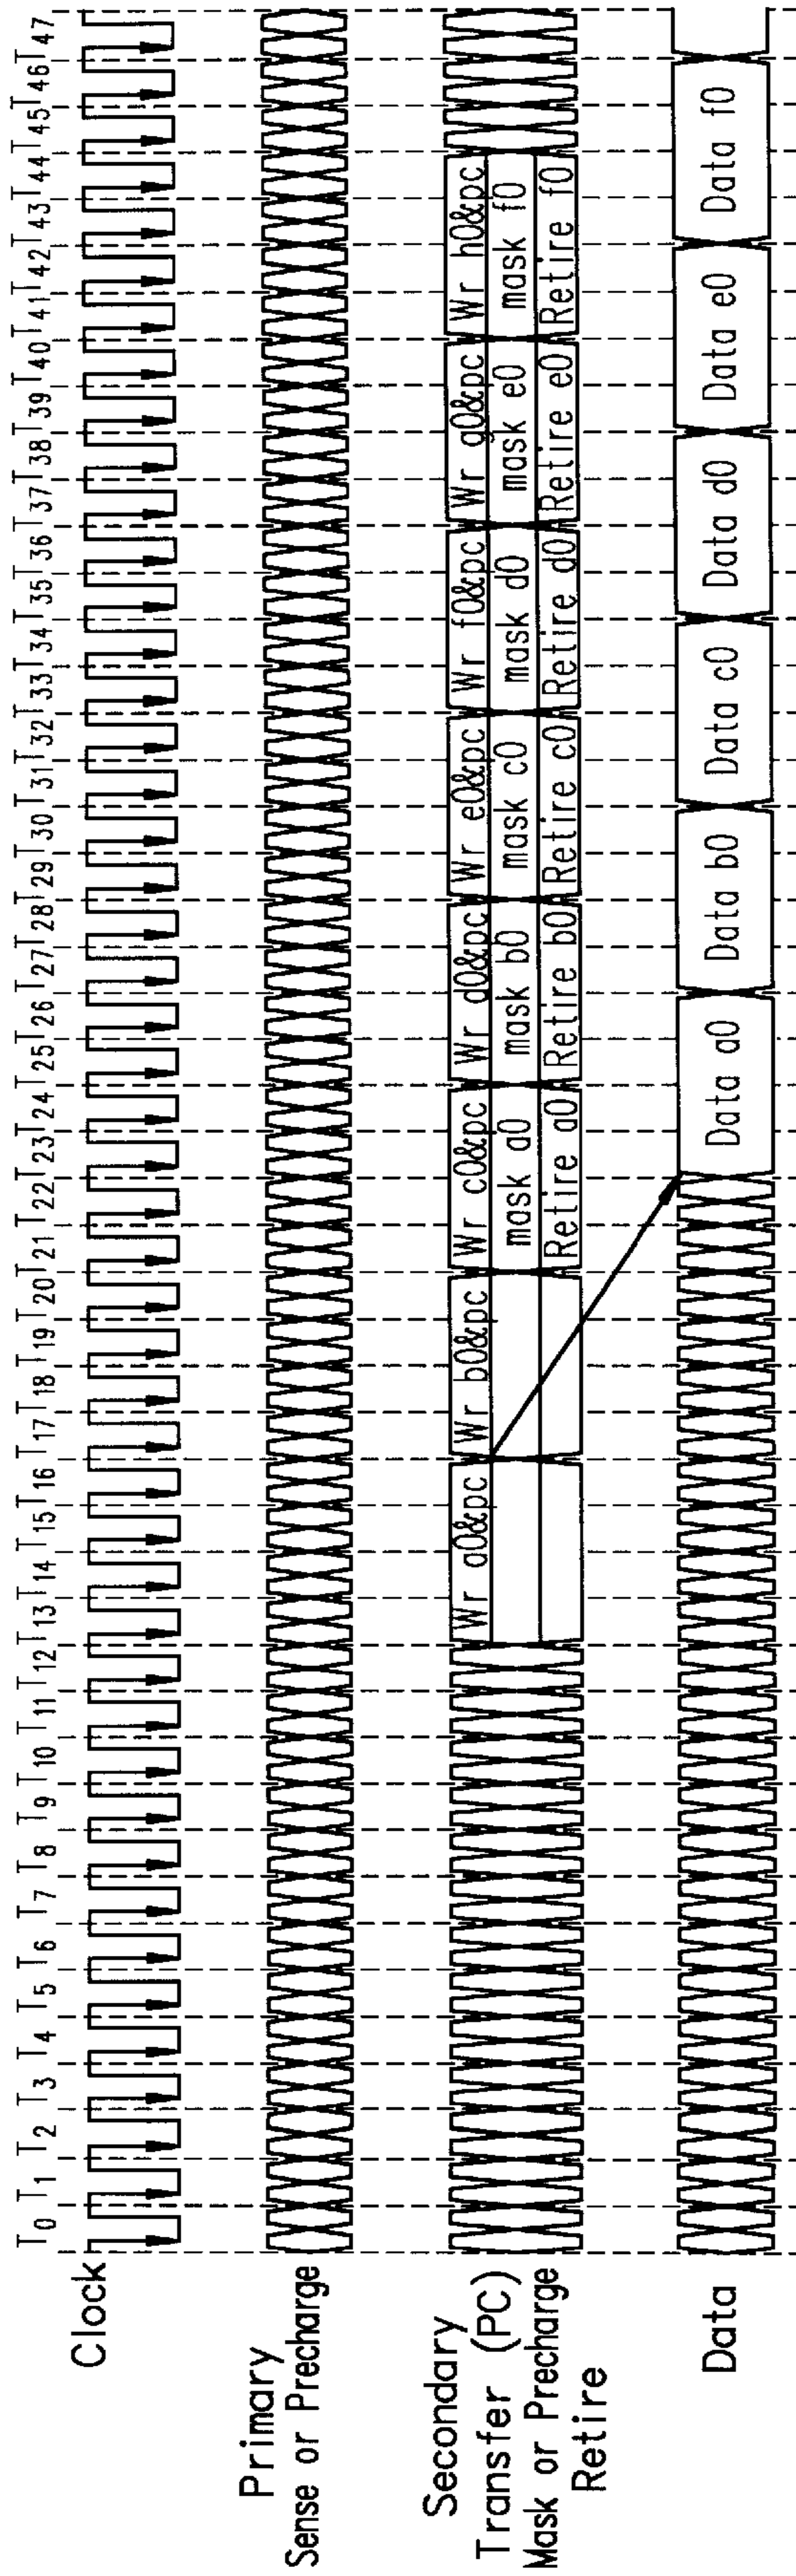 T0 T1 T2 T3 T4 T5 T6 T7 T8 T9 T10 T11 T12 T13 T14 T15 T16 T17 T18 T19 T20 T21 T22 T23 T24 T25 T26 T27 T28 T29 T30 T31 T32 T33 T34 T35 T36 T37 T38 T39 T40 T41 T42 T43 T44 T45 T46 T47
Clock
Primary
Sense or Precharge
Secondary
Transfer (PC)
Mask or Precharge
Retire
Wr a0&pc Wr b0&pc Wr c0&pc Wr d0&pc Wr e0&pc Wr f0&pc Wr g0&pc Wr h0&pc
mask a0 mask b0 mask c0 mask d0 mask e0 mask f0
Retire a0 Retire b0 Retire c0 Retire d0 Retire e0 Retire f0
Data
Data a0 Data b0 Data c0 Data d0 Data e0 Data f0